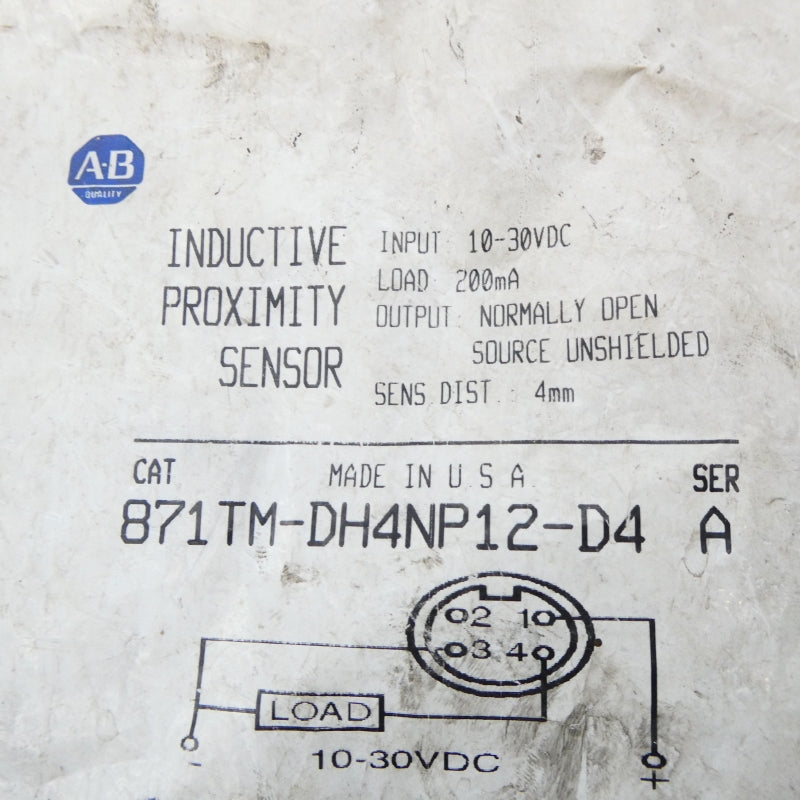 A-B
QUALITY
INDUCTIVE
PROXIMITY
SENSOR
INPUT: 10-30VDC
LOAD: 200mA
OUTPUT: NORMALLY OPEN
SOURCE UNSHIELDED
SENS. DIST.: 4mm
CAT
MADE IN U.S.A.
SER
871TM-DH4NP12-D4 A
2 1
3 4
LOAD
- 10-30VDC +